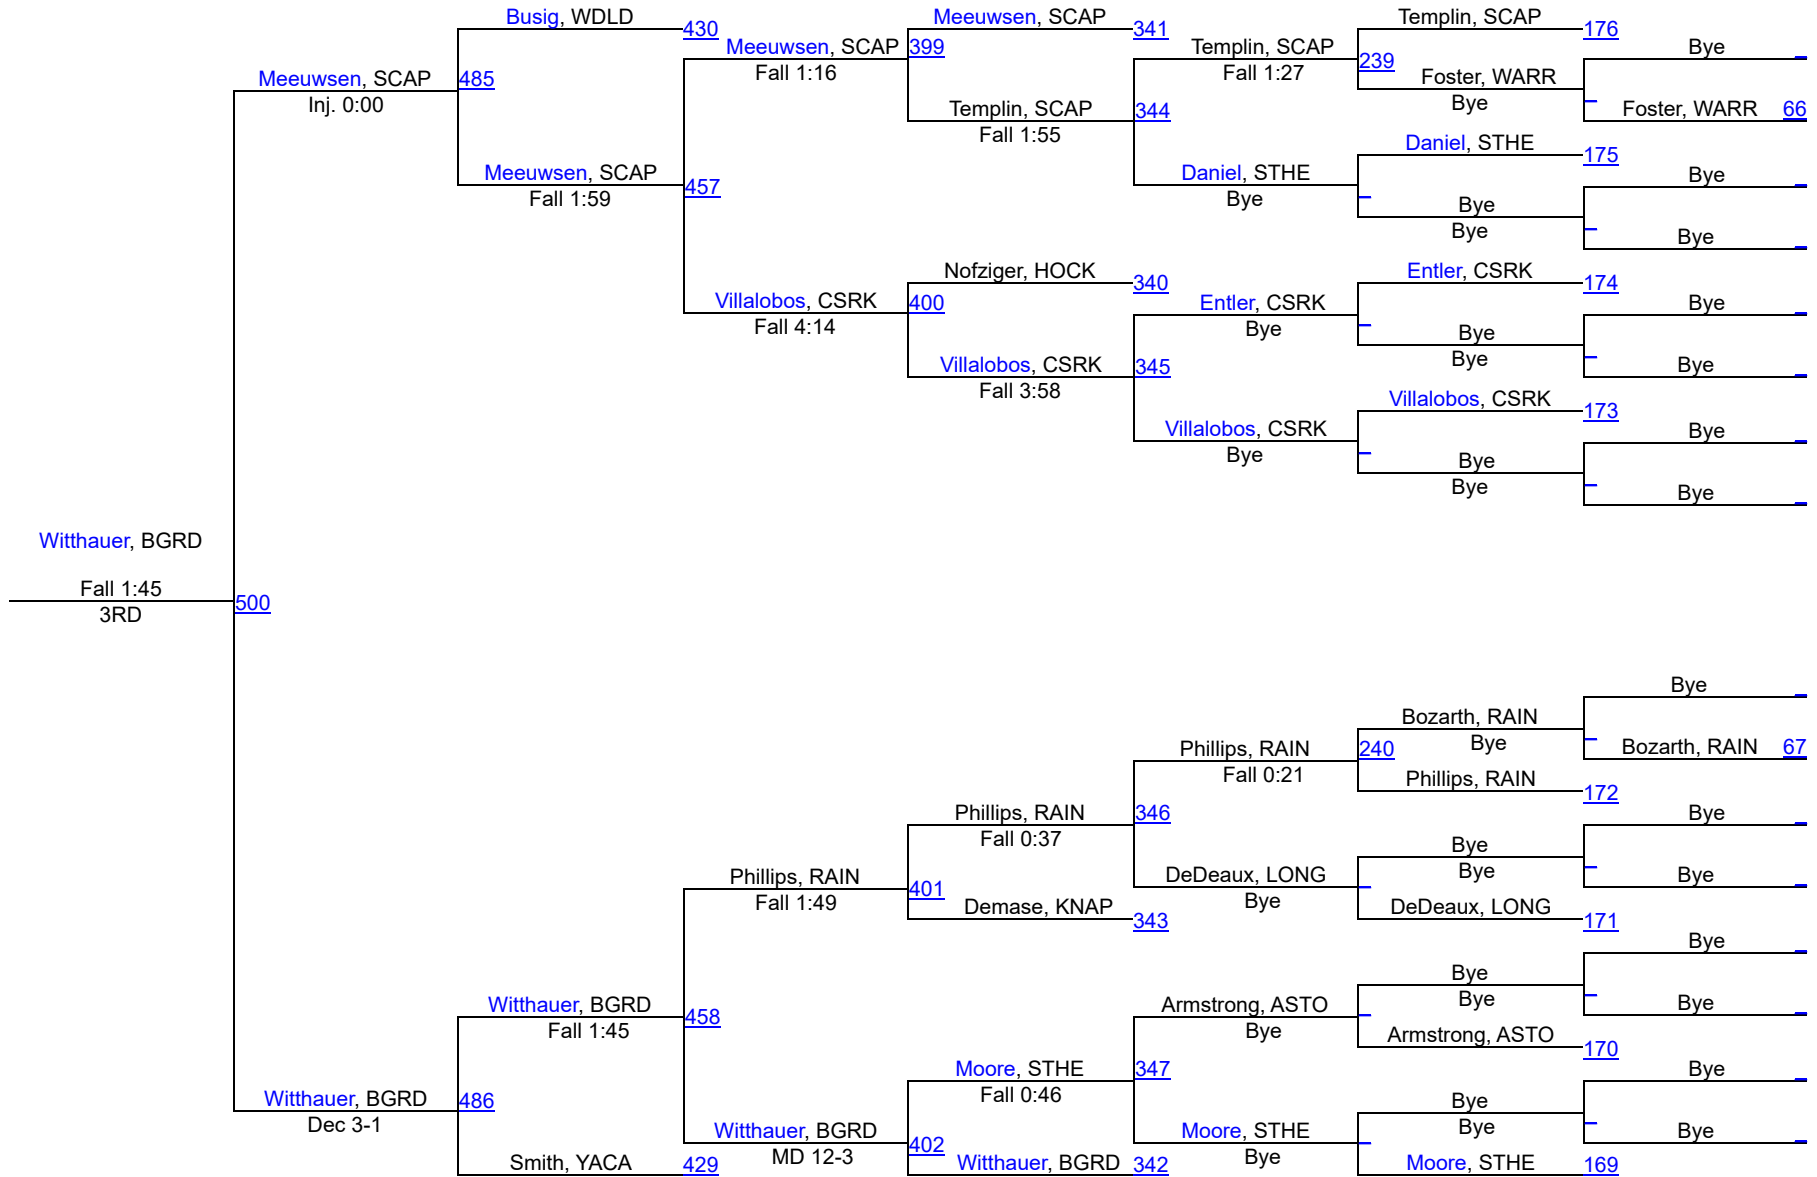 Busig, WDLD
430
Meeuwsen, SCAP
341
Templin, SCAP
176
Meeuwsen, SCAP
399
Fall 1:16
Templin, SCAP
Fall 1:27
239
Bye
Foster, WARR
Bye
Foster, WARR 66
Meeuwsen, SCAP
Inj. 0:00
485
Templin, SCAP
Fall 1:55
344
Daniel, STHE
175
Meeuwsen, SCAP
Fall 1:59
457
Daniel, STHE
Bye
Bye
Bye
Bye
Bye
Nofziger, HOCK
340
Entler, CSRK
174
Villalobos, CSRK
Fall 4:14
400
Entler, CSRK
Bye
Bye
Bye
Bye
Bye
Villalobos, CSRK
Fall 3:58
345
Villalobos, CSRK
173
Villalobos, CSRK
Bye
Bye
Bye
Bye
Bye
Witthauer, BGRD
Fall 1:45
3RD
500
Bye
Bozarth, RAIN
Bye
Bozarth, RAIN 67
Phillips, RAIN
Fall 0:21
240
Phillips, RAIN
172
Phillips, RAIN
Fall 0:37
346
Bye
Bye
Bye
Bye
Phillips, RAIN
Fall 1:49
401
DeDeaux, LONG
Bye
Demase, KNAP
343
DeDeaux, LONG
171
Bye
Bye
Bye
Bye
Witthauer, BGRD
Fall 1:45
458
Armstrong, ASTO
Bye
Armstrong, ASTO
170
Moore, STHE
Fall 0:46
347
Bye
Witthauer, BGRD
Dec 3-1
486
Bye
Bye
Bye
Witthauer, BGRD
MD 12-3
402
Moore, STHE
Bye
Smith, YACA
429
Witthauer, BGRD
342
Moore, STHE
169